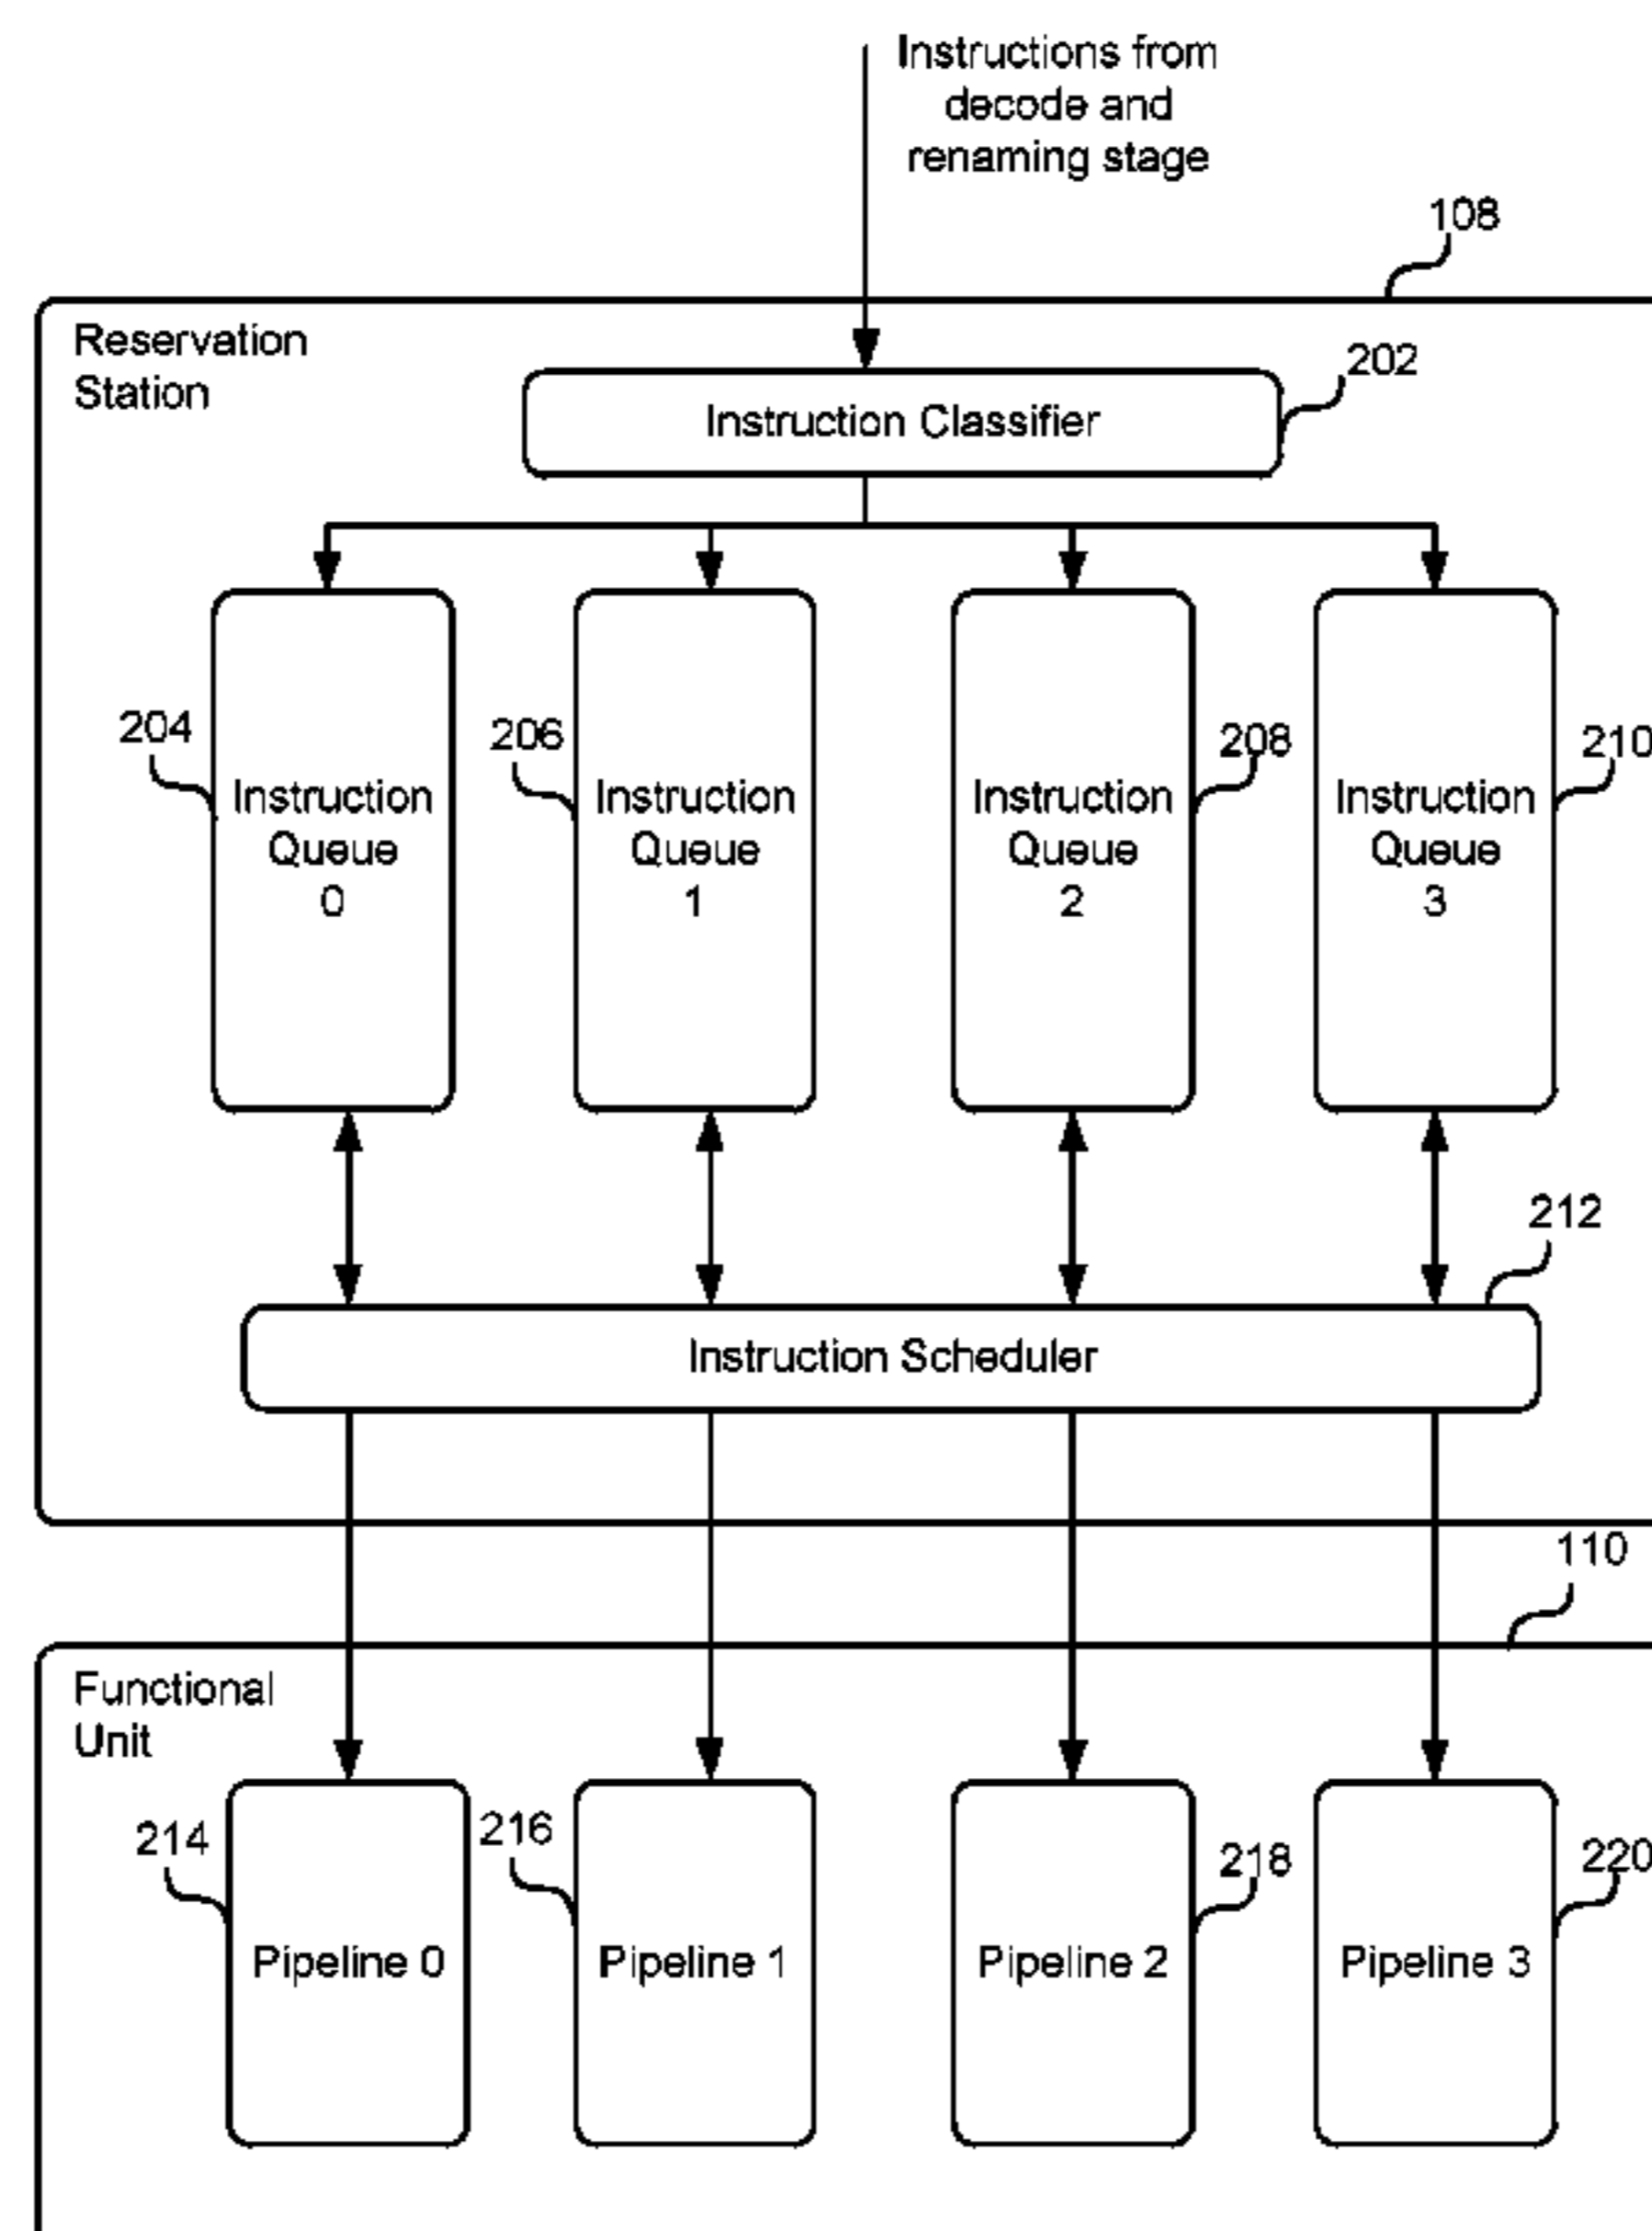 Instructions from
decode and
renaming stage
108
Reservation
Station
202
Instruction Classifier
204
206
208
210
Instruction
Queue
0
Instruction
Queue
1
Instruction
Queue
2
Instruction
Queue
3
212
Instruction Scheduler
110
Functional
Unit
214
216
218
220
Pipeline 0
Pipeline 1
Pipeline 2
Pipeline 3